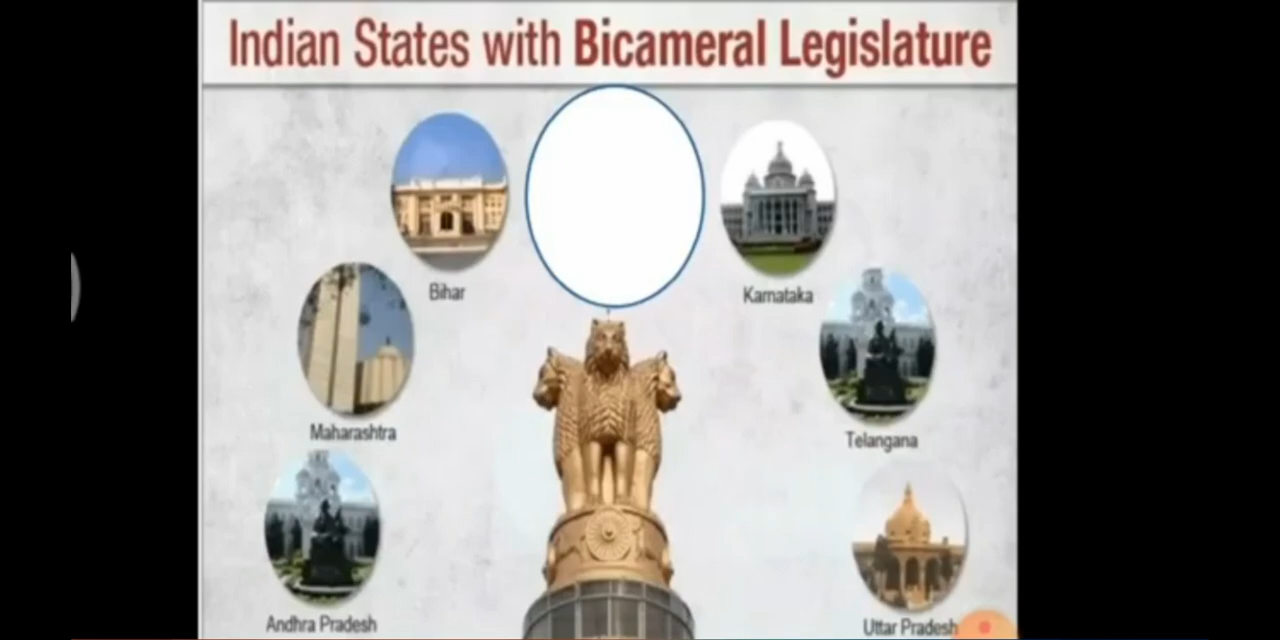 Indian States with Bicameral Legislature
Bihar
Karnataka
Maharashtra
Telangana
Andhra Pradesh
Uttar Pradesh